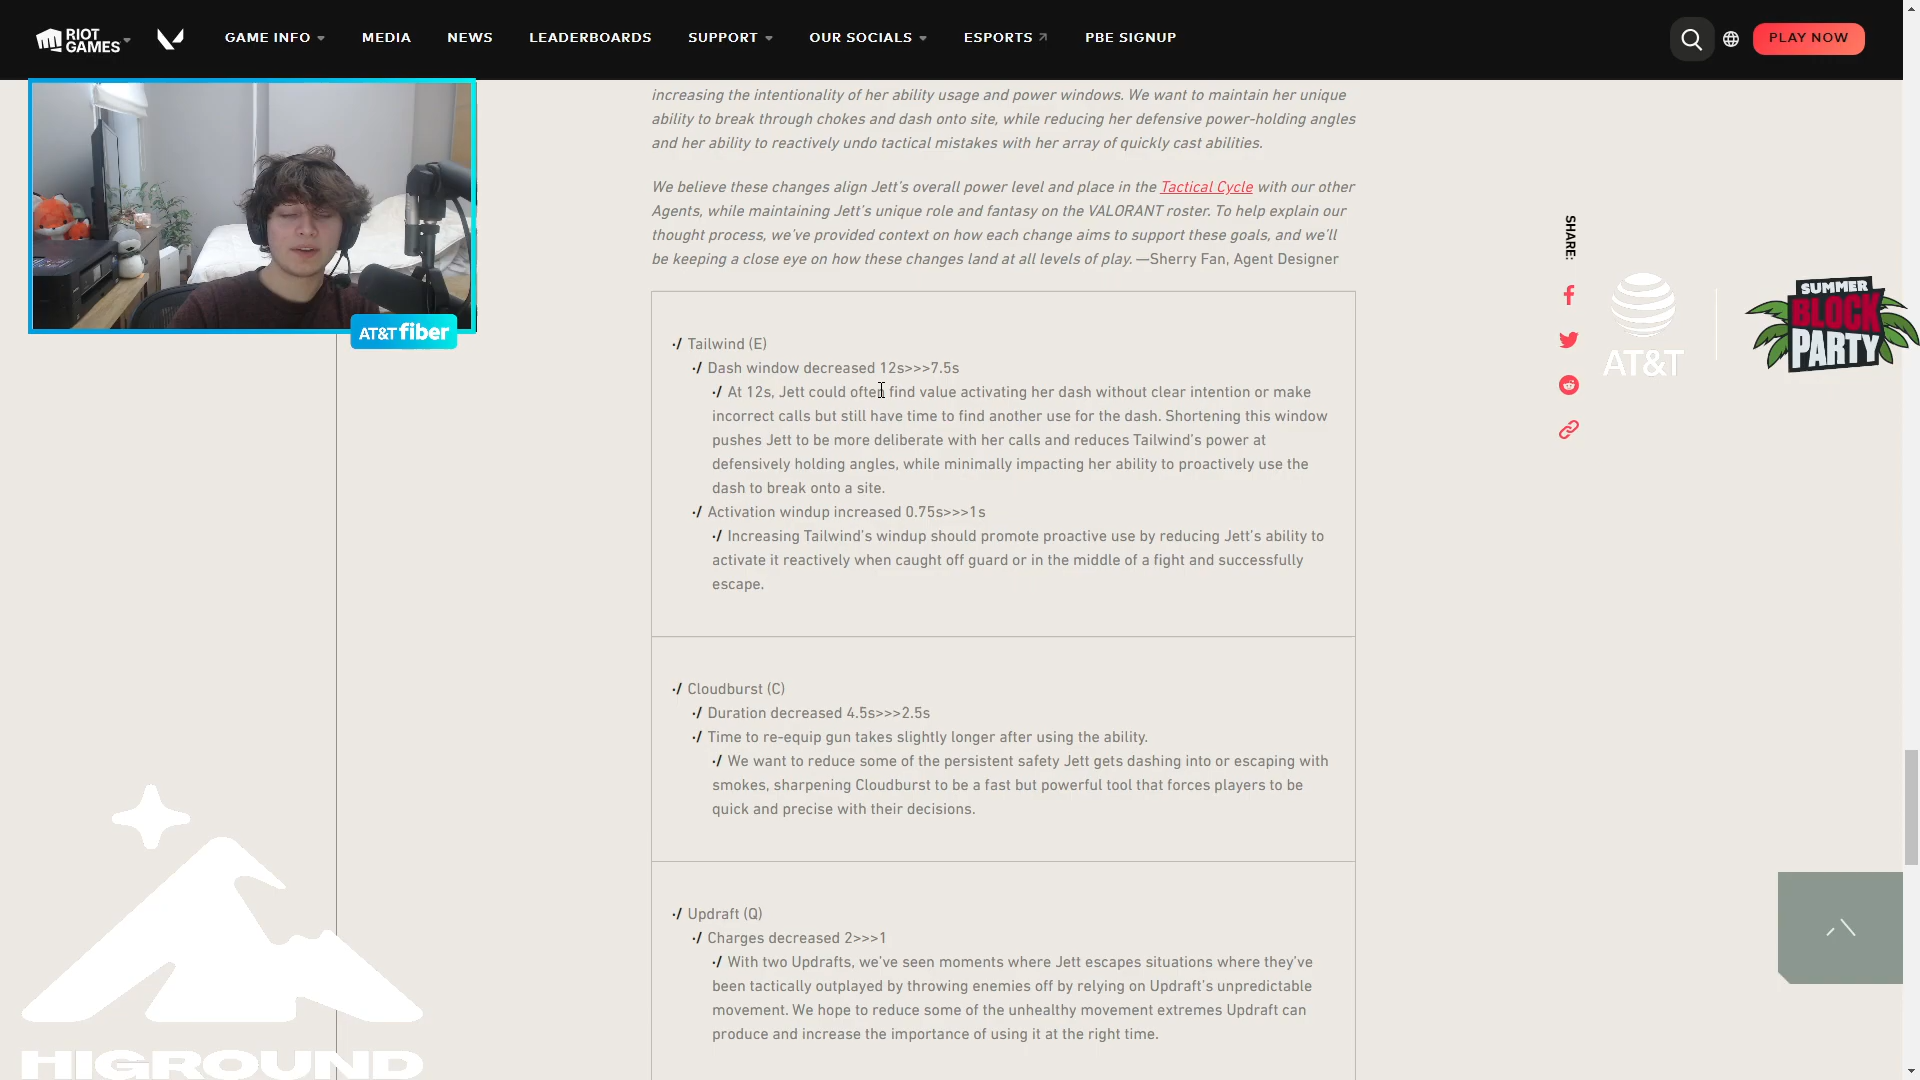 RIOT GAMES
GAME INFO
MEDIA
NEWS
LEADERBOARDS
SUPPORT
OUR SOCIALS
ESPORTS
PBE SIGNUP
PLAY NOW
increasing the intentionality of her ability usage and power windows. We want to maintain her unique
ability to break through chokes and dash onto site, while reducing her defensive power-holding angles
and her ability to reactively undo tactical mistakes with her array of quickly cast abilities.
We believe these changes align Jett's overall power level and place in the Tactical Cycle with our other
Agents, while maintaining Jett's unique role and fantasy on the VALORANT roster. To help explain our
thought process, we've provided context on how each change aims to support these goals, and we'll
be keeping a close eye on how these changes land at all levels of play. —Sherry Fan, Agent Designer
AT&T fiber
SHARE:
AT&T
SUMMER
BLOCK
PARTY
·/ Tailwind (E)
·/ Dash window decreased 12s>>>7.5s
·/ At 12s, Jett could often find value activating her dash without clear intention or make
incorrect calls but still have time to find another use for the dash. Shortening this window
pushes Jett to be more deliberate with her calls and reduces Tailwind's power at
defensively holding angles, while minimally impacting her ability to proactively use the
dash to break onto a site.
·/ Activation windup increased 0.75s>>>1s
·/ Increasing Tailwind's windup should promote proactive use by reducing Jett's ability to
activate it reactively when caught off guard or in the middle of a fight and successfully
escape.
·/ Cloudburst (C)
·/ Duration decreased 4.5s>>>2.5s
·/ Time to re-equip gun takes slightly longer after using the ability.
·/ We want to reduce some of the persistent safety Jett gets dashing into or escaping with
smokes, sharpening Cloudburst to be a fast but powerful tool that forces players to be
quick and precise with their decisions.
·/ Updraft (Q)
·/ Charges decreased 2>>>1
·/ With two Updrafts, we've seen moments where Jett escapes situations where they've
been tactically outplayed by throwing enemies off by relying on Updraft's unpredictable
movement. We hope to reduce some of the unhealthy movement extremes Updraft can
produce and increase the importance of using it at the right time.
HIGROUND